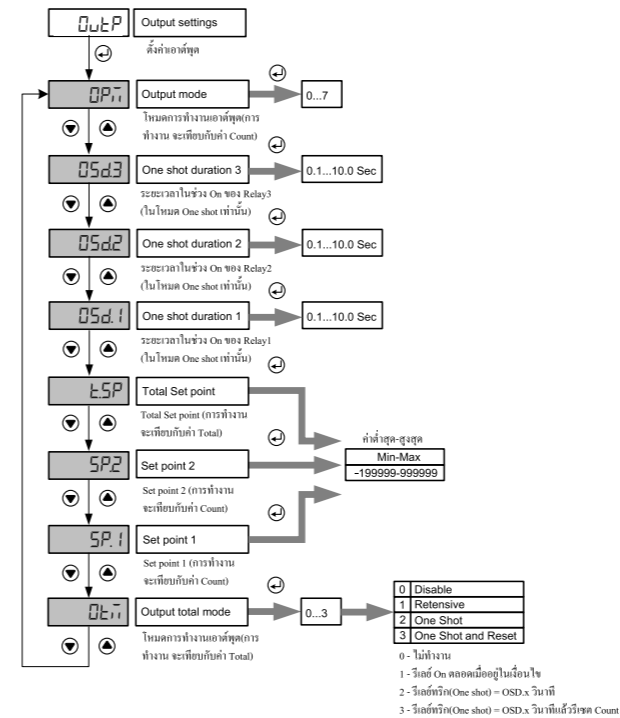 OutP Output settings
ตั้งค่าเอาต์พุต
OPm Output mode 0...7
โหมดการทำงานเอาต์พุต(การ
ทำงาน จะเทียบกับค่า Count)
OSd.3 One shot duration 3 0.1...10.0 Sec
ระยะเวลาในช่วง On ของ Relay3
(ในโหมด One shot เท่านั้น)
OSd.2 One shot duration 2 0.1...10.0 Sec
ระยะเวลาในช่วง On ของ Relay2
(ในโหมด One shot เท่านั้น)
OSd.1 One shot duration 1 0.1...10.0 Sec
ระยะเวลาในช่วง On ของ Relay1
(ในโหมด One shot เท่านั้น)
t.SP Total Set point
Total Set point (การทำงาน
จะเทียบกับค่า Total)
ค่าต่ำสุด-สูงสุด
Min-Max
-199999-999999
SP.2 Set point 2
Set point 2 (การทำงาน
จะเทียบกับค่า Count)
SP.1 Set point 1
Set point 1 (การทำงาน
จะเทียบกับค่า Count)
Otm Output total mode 0...3
โหมดการทำงานเอาต์พุต(การ
ทำงาน จะเทียบกับค่า Total)
0 Disable
1 Retensive
2 One Shot
3 One Shot and Reset
0 - ไม่ทำงาน
1 - รีเลย์ On ตลอดเมื่ออยู่ในเงื่อนไข
2 - รีเลย์ทริก(One shot) = OSD.x วินาที
3 - รีเลย์ทริก(One shot) = OSD.x วินาทีแล้วรีเซต Count